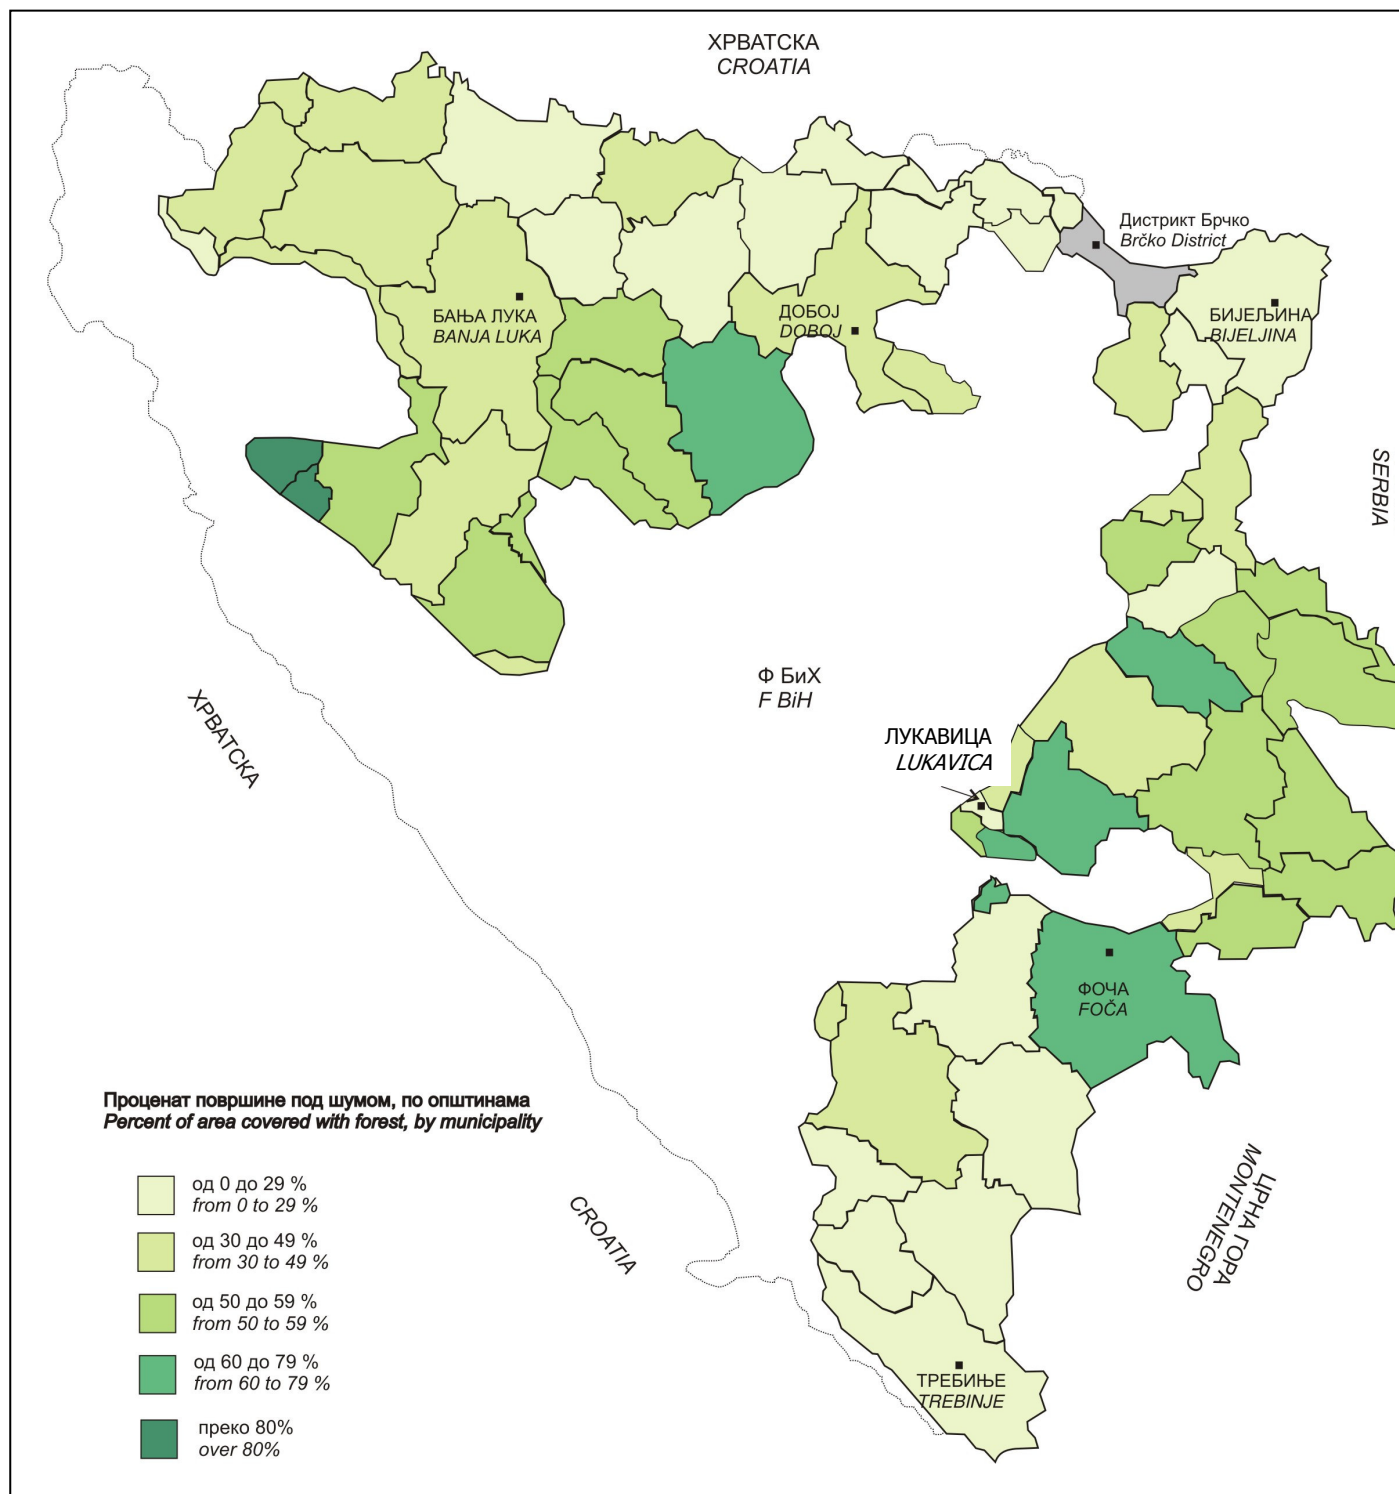 ХРВАТСКА
CROATIA
Дистрикт Брчко
Brčko District
БАЊА ЛУКА
BANJA LUKA
ДОБОЈ
DOBOJ
БИЈЕЉИНА
BIJELJINA
SERBIA
Ф БиХ
F BiH
ХРВАТСКА
ЛУКАВИЦА
LUKAVICA
ФОЧА
FOČA
Проценат површине под шумом, по општинама
Percent of area covered with forest, by municipality
од 0 до 29 %
from 0 to 29 %
од 30 до 49 %
from 30 to 49 %
од 50 до 59 %
from 50 to 59 %
од 60 до 79 %
from 60 to 79 %
преко 80%
over 80%
CROATIA
ЦРНА ГОРА
MONTENEGRO
ТРЕБИЊЕ
TREBINJE